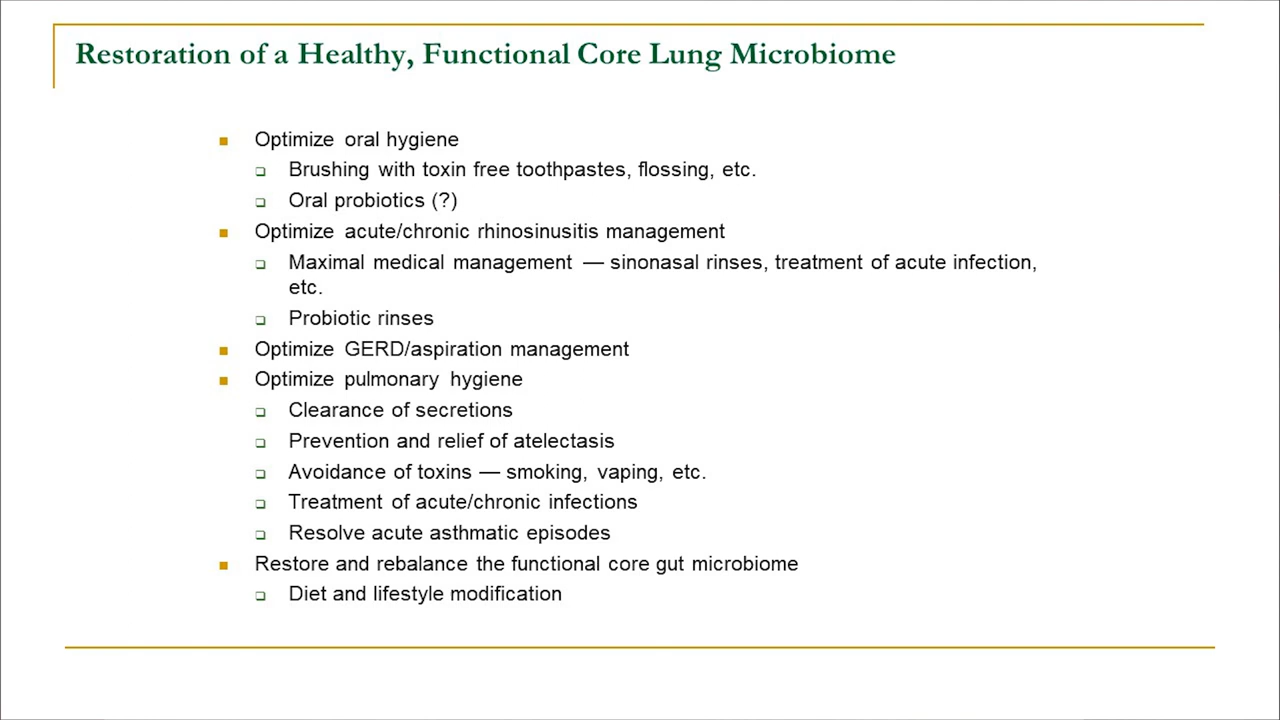 Restoration of a Healthy, Functional Core Lung Microbiome
Optimize oral hygiene
Brushing with toxin free toothpastes, flossing, etc.
Oral probiotics (?)
Optimize acute/chronic rhinosinusitis management
Maximal medical management — sinonasal rinses, treatment of acute infection,
etc.
Probiotic rinses
Optimize GERD/aspiration management
Optimize pulmonary hygiene
Clearance of secretions
Prevention and relief of atelectasis
Avoidance of toxins — smoking, vaping, etc.
Treatment of acute/chronic infections
Resolve acute asthmatic episodes
Restore and rebalance the functional core gut microbiome
Diet and lifestyle modification